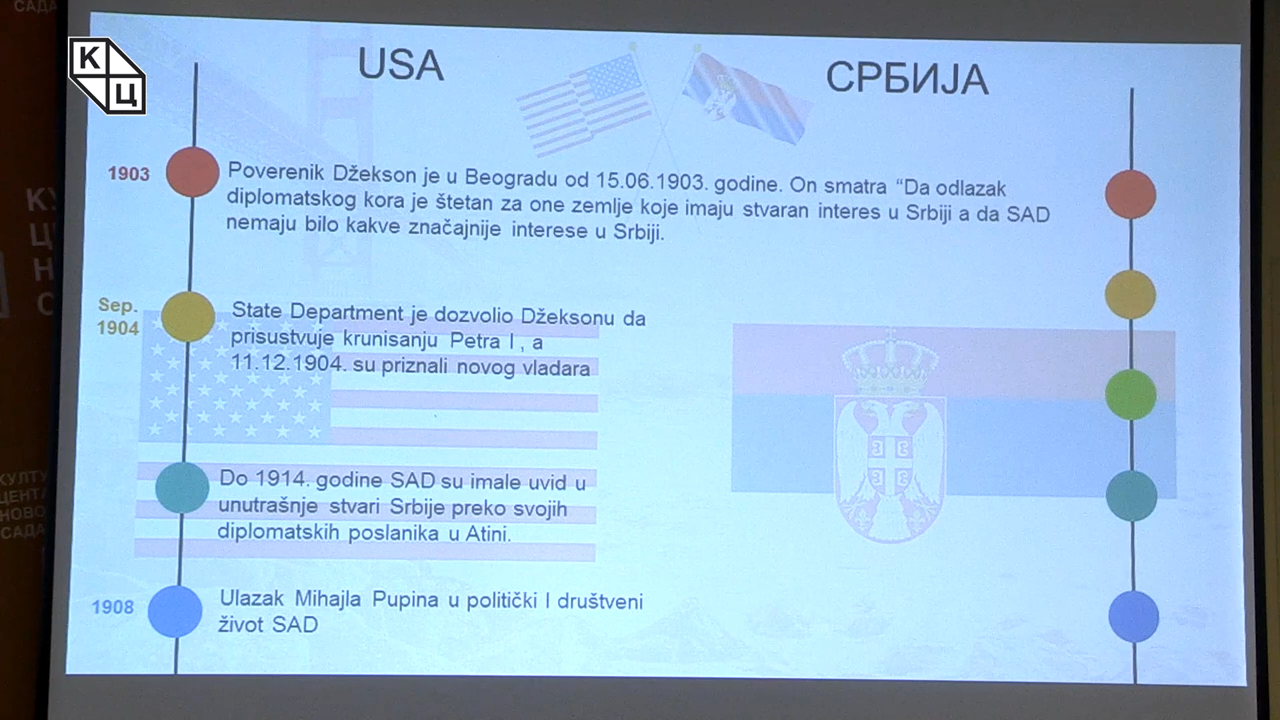 САДА
К
Ц
USA
СРБИЈА
1903
Poverenik Džekson je u Beogradu od 15.06.1903. godine. On smatra “Da odlazak
diplomatskog kora je štetan za one zemlje koje imaju stvaran interes u Srbiji a da SAD
nemaju bilo kakve značajnije interese u Srbiji.
Sep.
1904
State Department je dozvolio Džeksonu da
prisustvuje krunisanju Petra I , a
11.12.1904. su priznali novog vladara
Do 1914. godine SAD su imale uvid u
unutrašnje stvari Srbije preko svojih
diplomatskih poslanika u Atini.
1908
Ulazak Mihajla Pupina u politički I društveni
život SAD